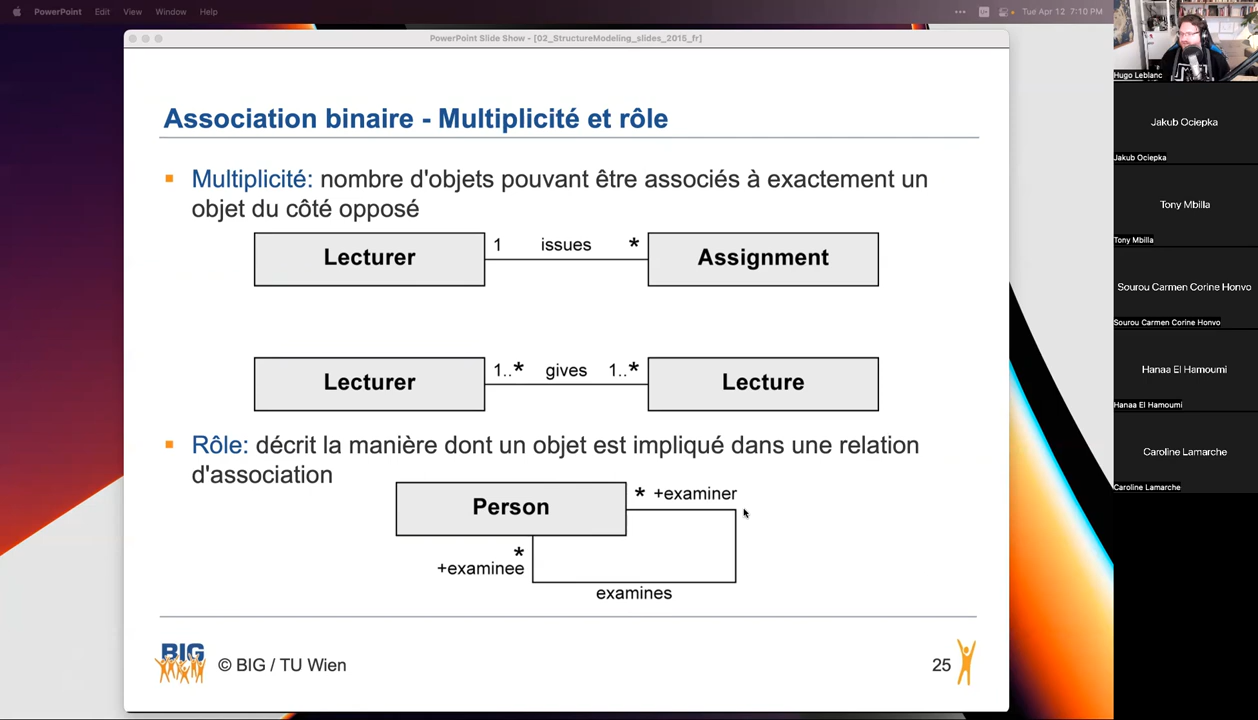 PowerPoint Edit View Window Help
Tue Apr 12 7:10 PM
PowerPoint Slide Show - [02_StructureModeling_slides_2015_fr]
Association binaire - Multiplicité et rôle
Multiplicité: nombre d'objets pouvant être associés à exactement un
objet du côté opposé
Lecturer 1 issues * Assignment
Lecturer 1..* gives 1..* Lecture
Rôle: décrit la manière dont un objet est impliqué dans une relation
d'association
Person * +examiner
*
+examinee
examines
BIG © BIG / TU Wien 25
Hugo Leblanc
Jakub Ociepka
Jakub Ociepka
Tony Mbilla
Tony Mbilla
Sourou Carmen Corine Honvo
Sourou Carmen Corine Honvo
Hanaa El Hamoumi
Hanaa El Hamoumi
Caroline Lamarche
Caroline Lamarche